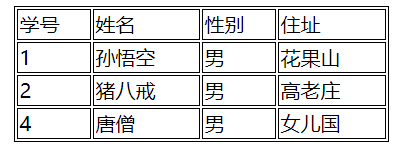 学号 姓名 性别 住址
1 孙悟空 男 花果山
2 猪八戒 男 高老庄
4 唐僧 男 女儿国